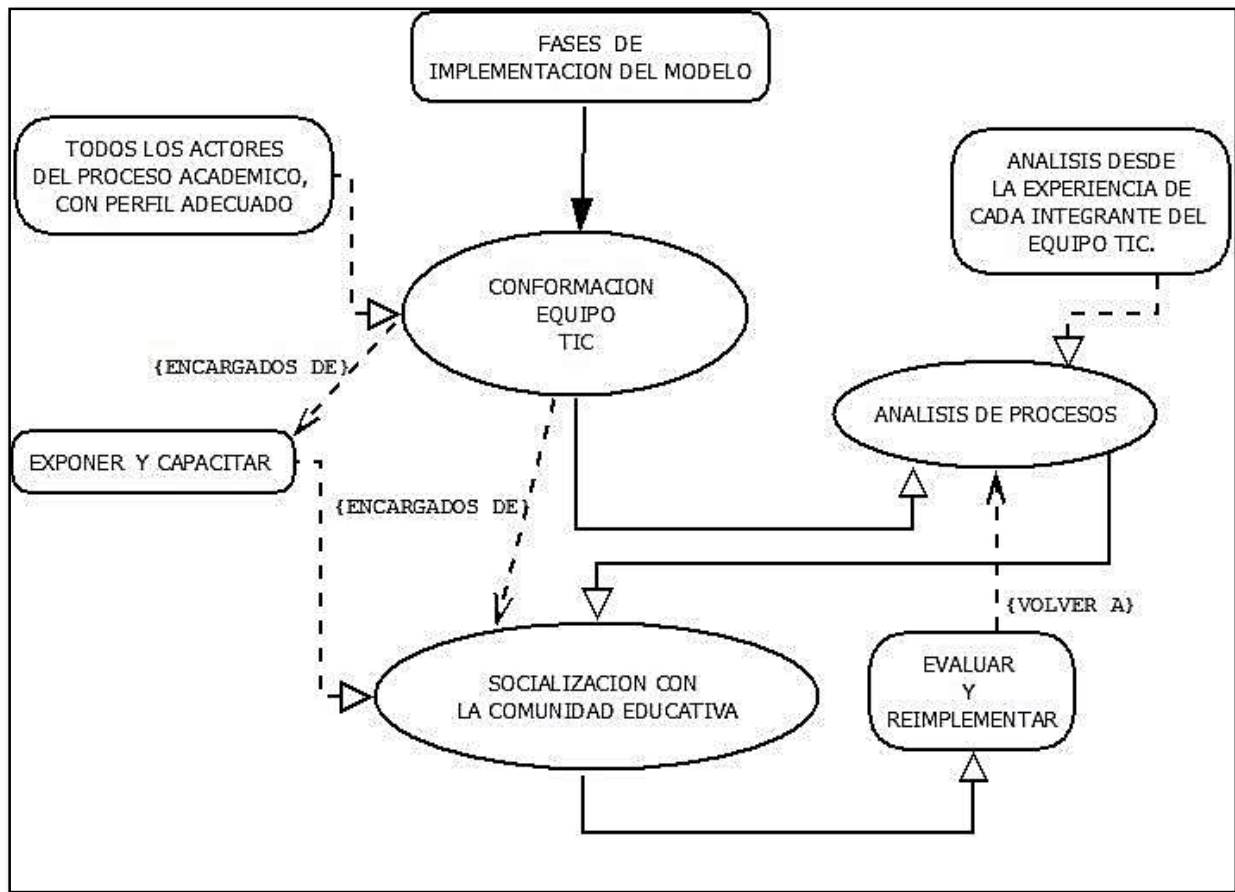 FASES DE
IMPLEMENTACION DEL MODELO
TODOS LOS ACTORES
DEL PROCESO ACADEMICO,
CON PERFIL ADECUADO
ANALISIS DESDE
LA EXPERIENCIA DE
CADA INTEGRANTE DEL
EQUIPO TIC.
CONFORMACION
EQUIPO
TIC
{ENCARGADOS DE}
ANALISIS DE PROCESOS
EXPONER Y CAPACITAR
{ENCARGADOS DE}
{VOLVER A}
SOCIALIZACION CON
LA COMUNIDAD EDUCATIVA
EVALUAR
Y
REIMPLEMENTAR